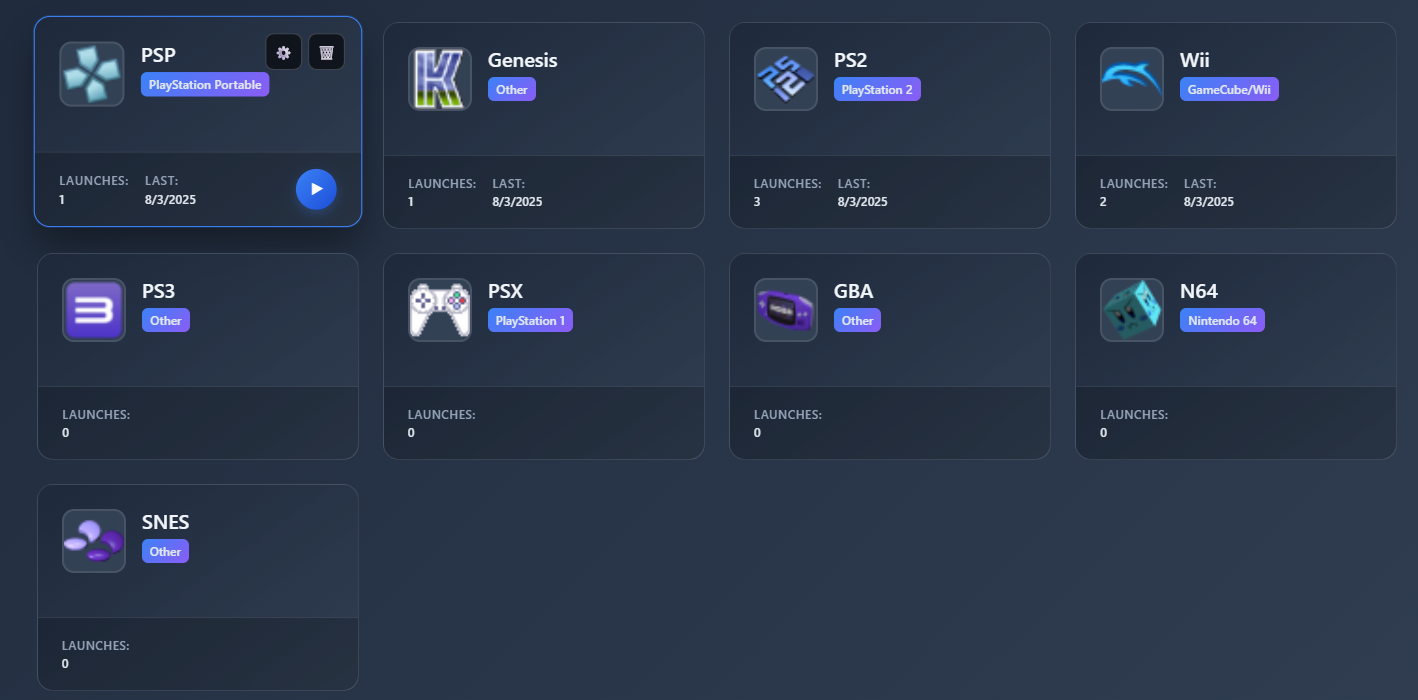 PSP
PlayStation Portable
LAUNCHES: LAST:
1 8/3/2025
Genesis
Other
LAUNCHES: LAST:
1 8/3/2025
PS2
PlayStation 2
LAUNCHES: LAST:
3 8/3/2025
Wii
GameCube/Wii
LAUNCHES: LAST:
2 8/3/2025
PS3
Other
LAUNCHES:
0
PSX
PlayStation 1
LAUNCHES:
0
GBA
Other
LAUNCHES:
0
N64
Nintendo 64
LAUNCHES:
0
SNES
Other
LAUNCHES:
0